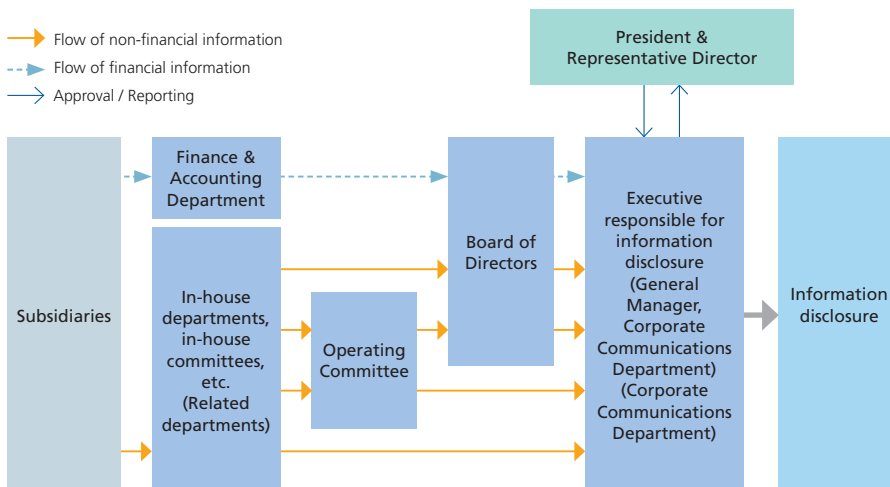 Flow of non-financial information
Flow of financial information
Approval / Reporting
President &
Representative Director
Subsidiaries
Finance &
Accounting
Department
In-house
departments,
in-house
committees,
etc.
(Related
departments)
Operating
Committee
Board of
Directors
Executive
responsible for
information
disclosure
(General
Manager,
Corporate
Communications
Department)
(Corporate
Communications
Department)
Information
disclosure